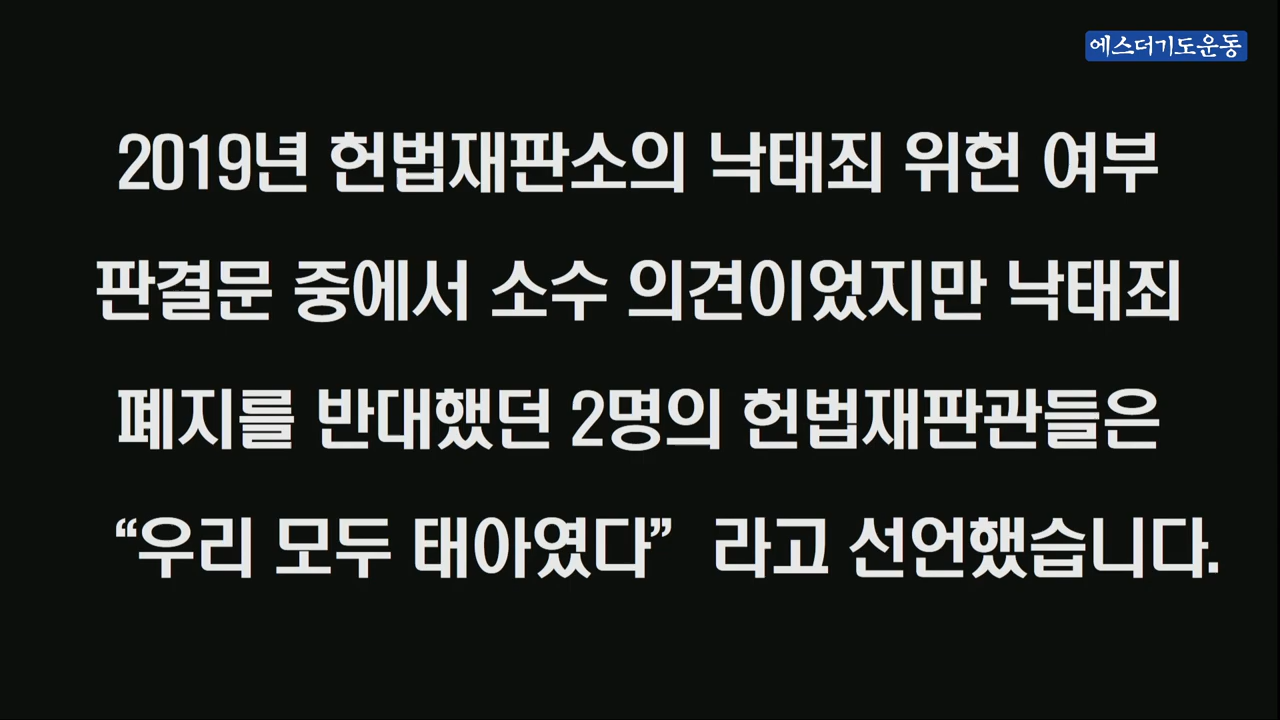 에스더기도운동
2019년 헌법재판소의 낙태죄 위헌 여부
판결문 중에서 소수 의견이었지만 낙태죄
폐지를 반대했던 2명의 헌법재판관들은
“우리 모두 태아였다” 라고 선언했습니다.